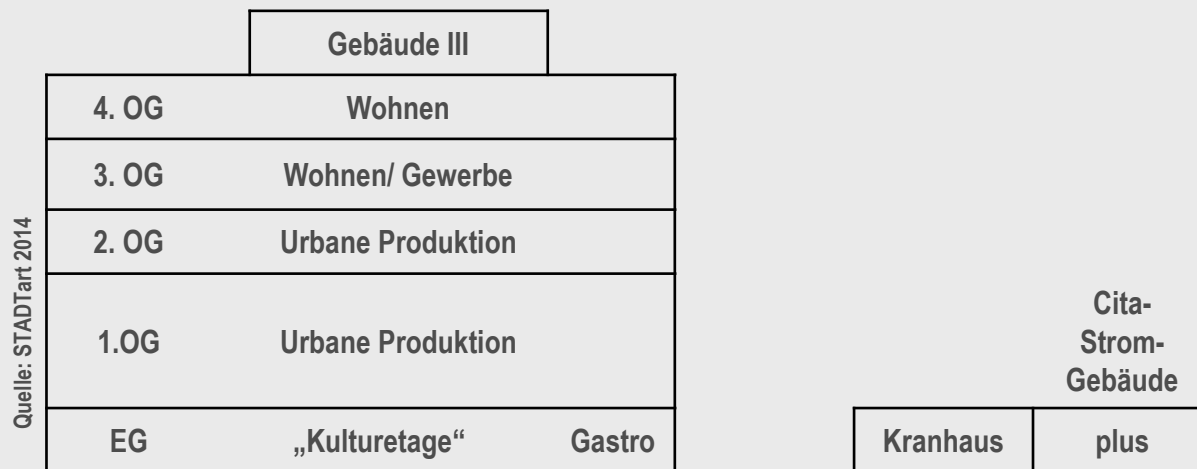 Gebäude III
4. OG Wohnen
3. OG Wohnen/ Gewerbe
2. OG Urbane Produktion
1.OG Urbane Produktion
EG „Kulturetage“ Gastro
Cita-
Strom-
Gebäude
Kranhaus plus
Quelle: STADTart 2014